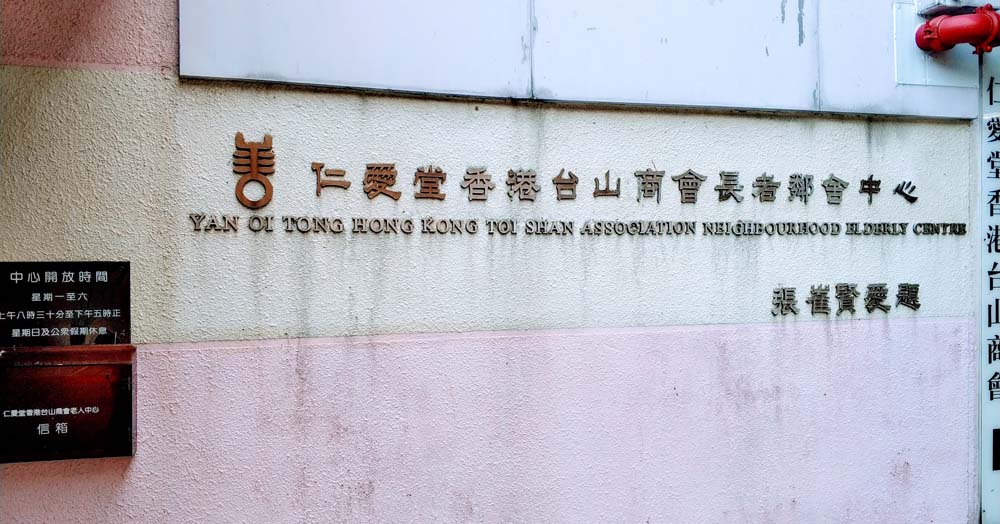 仁愛堂香港台山商會長者鄰舍中心
YAN OI TONG HONG KONG TOI SHAN ASSOCIATION NEIGHBOURHOOD ELDERLY CENTRE
張崔賢愛題
中心開放時間
星期一至六
上午八時三十分至下午五時正
星期日及公眾假期休息
仁愛堂香港台山商會老人中心
信箱
仁愛堂香港台山商會